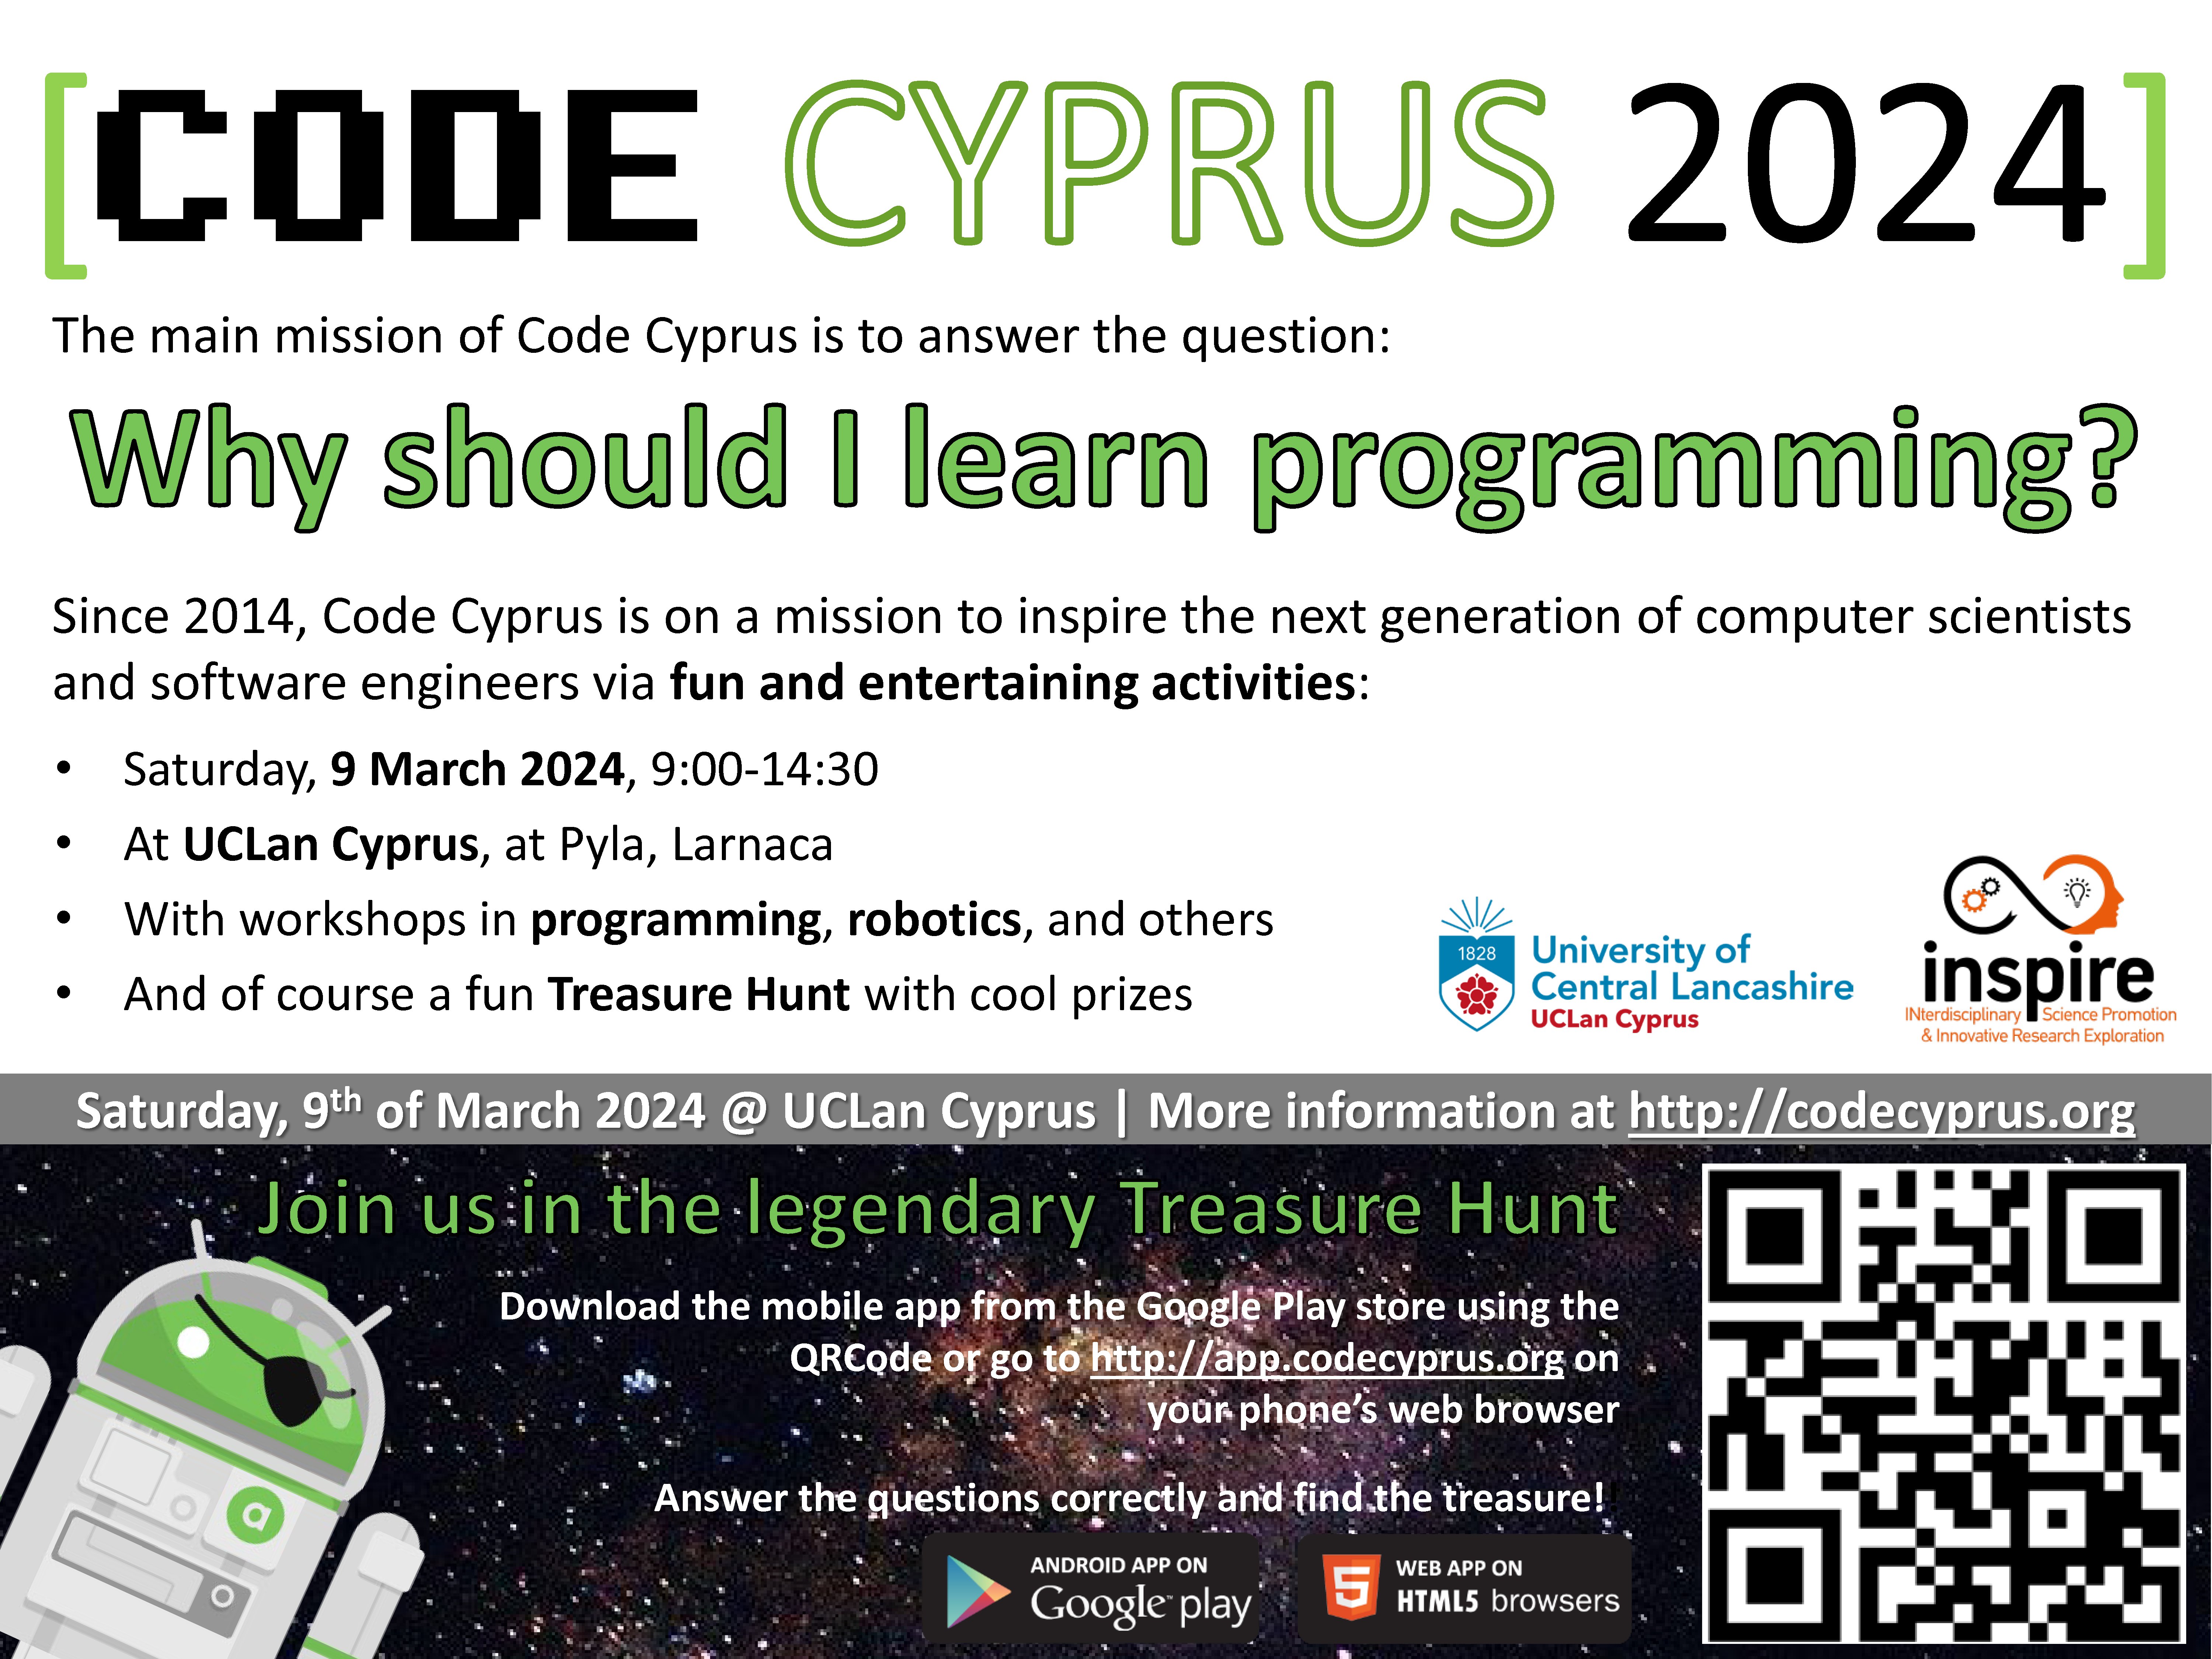 [CODE CYPRUS 2024]
The main mission of Code Cyprus is to answer the question:
Why should I learn programming?
Since 2014, Code Cyprus is on a mission to inspire the next generation of computer scientists
and software engineers via fun and entertaining activities:
• Saturday, 9 March 2024, 9:00-14:30
• At UCLan Cyprus, at Pyla, Larnaca
• With workshops in programming, robotics, and others
• And of course a fun Treasure Hunt with cool prizes
1828
University of
Central Lancashire
UCLan Cyprus
inspire
INterdisciplinary Science Promotion
& Innovative Research Exploration
Saturday, 9th of March 2024 @ UCLan Cyprus | More information at http://codecyprus.org
Join us in the legendary Treasure Hunt
Download the mobile app from the Google Play store using the
QRCode or go to http://app.codecyprus.org on
your phone’s web browser
Answer the questions correctly and find the treasure!
a
ANDROID APP ON
Google™ play
5
WEB APP ON
HTML5 browsers